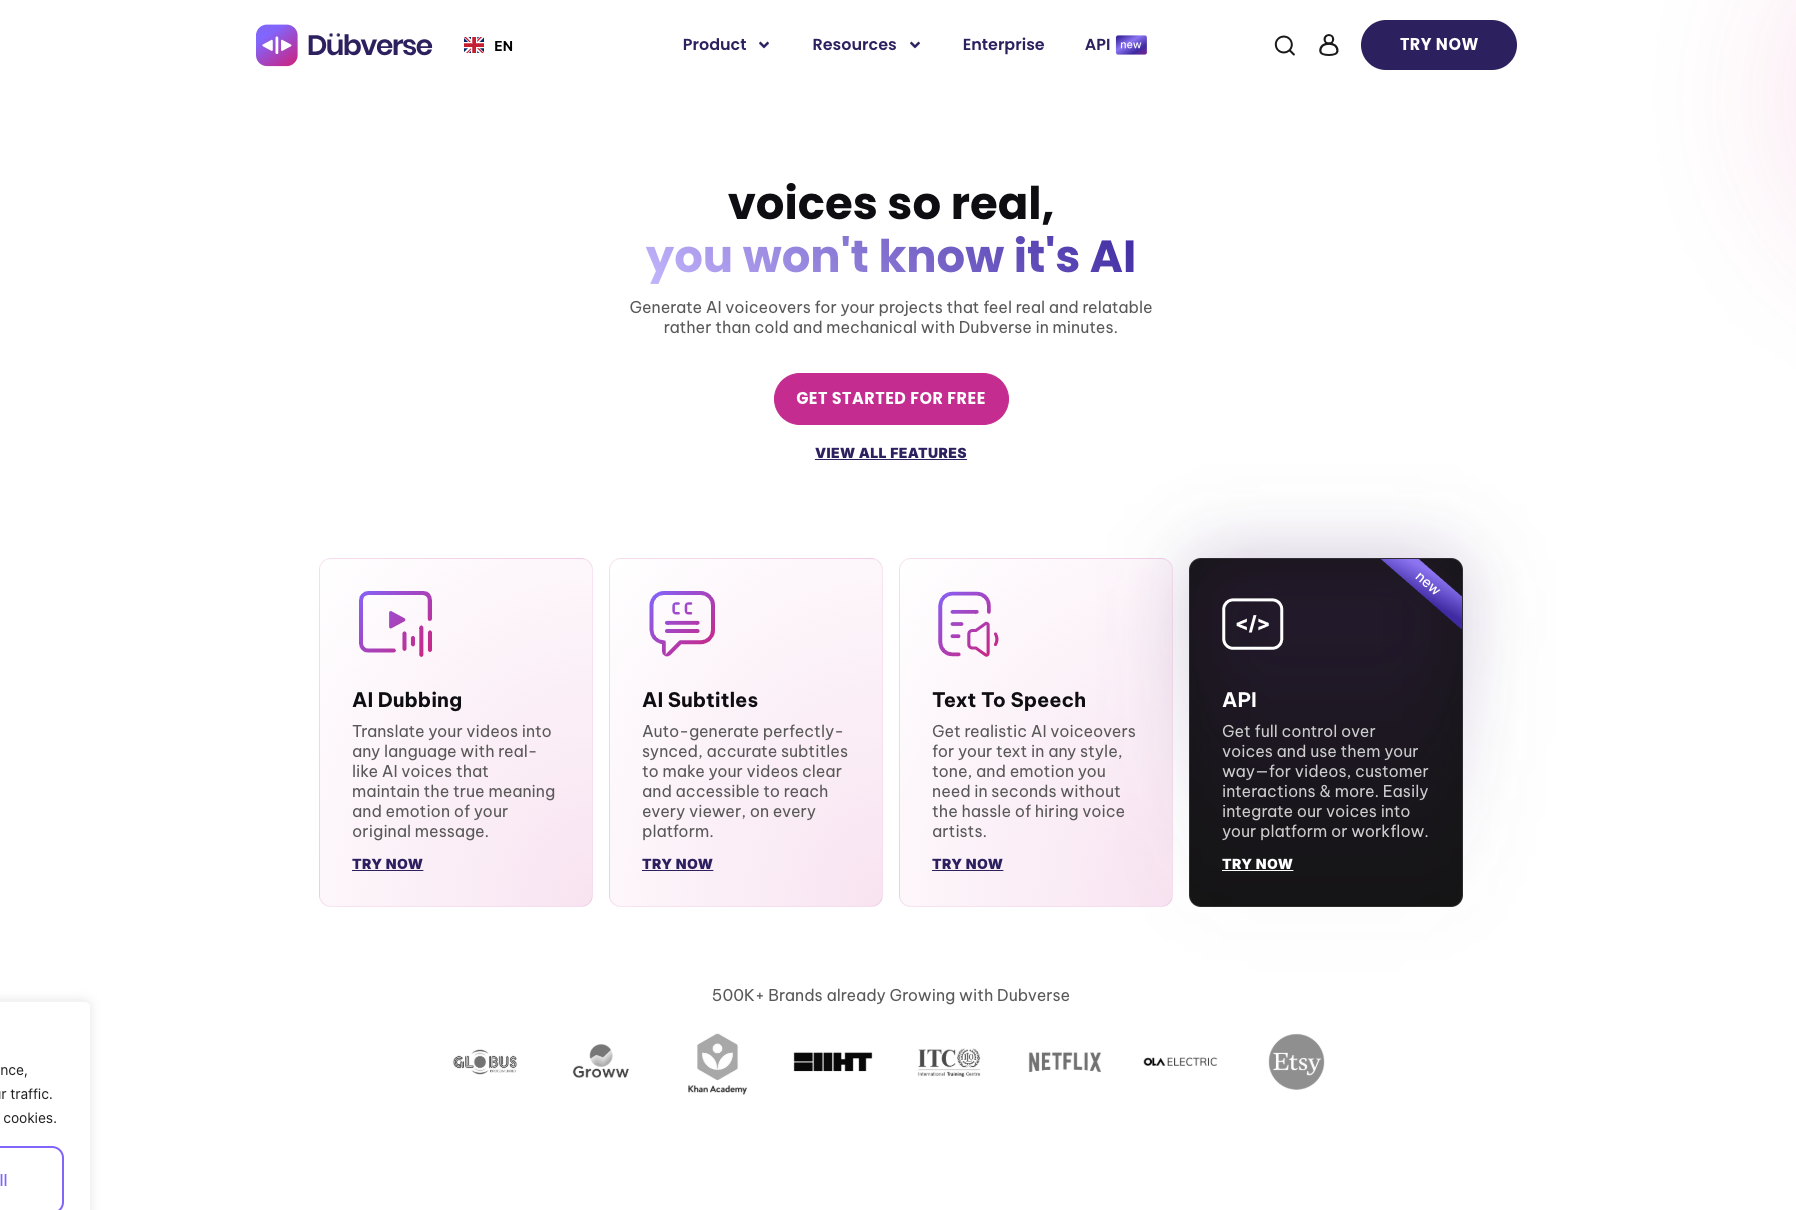 Dübverse
EN
Product
Resources
Enterprise
API new
TRY NOW
voices so real,
you won't know it's AI
Generate AI voiceovers for your projects that feel real and relatable
rather than cold and mechanical with Dubverse in minutes.
GET STARTED FOR FREE
VIEW ALL FEATURES
AI Dubbing
Translate your videos into
any language with real-
like AI voices that
maintain the true meaning
and emotion of your
original message.
TRY NOW
CC
AI Subtitles
Auto-generate perfectly-
synced, accurate subtitles
to make your videos clear
and accessible to reach
every viewer, on every
platform.
TRY NOW
Text To Speech
Get realistic AI voiceovers
for your text in any style,
tone, and emotion you
need in seconds without
the hassle of hiring voice
artists.
TRY NOW
new
</>
API
Get full control over
voices and use them your
way—for videos, customer
interactions & more. Easily
integrate our voices into
your platform or workflow.
TRY NOW
500K+ Brands already Growing with Dubverse
GLOBUS
Groww
Khan Academy
ITC
International Training Centre
NETFLIX
OLA ELECTRIC
Etsy
nce,
r traffic.
cookies.
ll